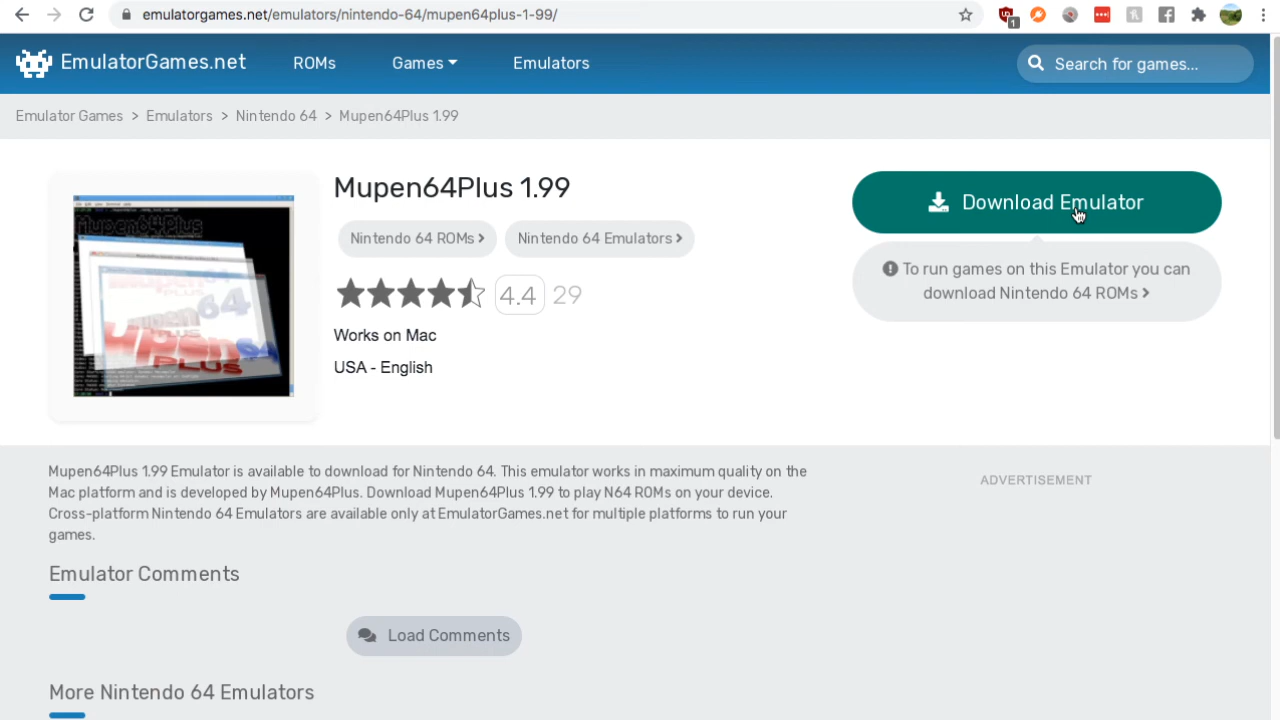 emulatorgames.net/emulators/nintendo-64/mupen64plus-1-99/
1
EmulatorGames.net
ROMs
Games
Emulators
Search for games...
Emulator Games > Emulators > Nintendo 64 > Mupen64Plus 1.99
Mupen64Plus 1.99
Download Emulator
Nintendo 64 ROMs
Nintendo 64 Emulators
To run games on this Emulator you can
download Nintendo 64 ROMs
4.4
29
Works on Mac
USA - English
Mupen64Plus
64
PLUS
Mupen64Plus 1.99 Emulator is available to download for Nintendo 64. This emulator works in maximum quality on the
Mac platform and is developed by Mupen64Plus. Download Mupen64Plus 1.99 to play N64 ROMs on your device.
Cross-platform Nintendo 64 Emulators are available only at EmulatorGames.net for multiple platforms to run your
games.
ADVERTISEMENT
Emulator Comments
Load Comments
More Nintendo 64 Emulators